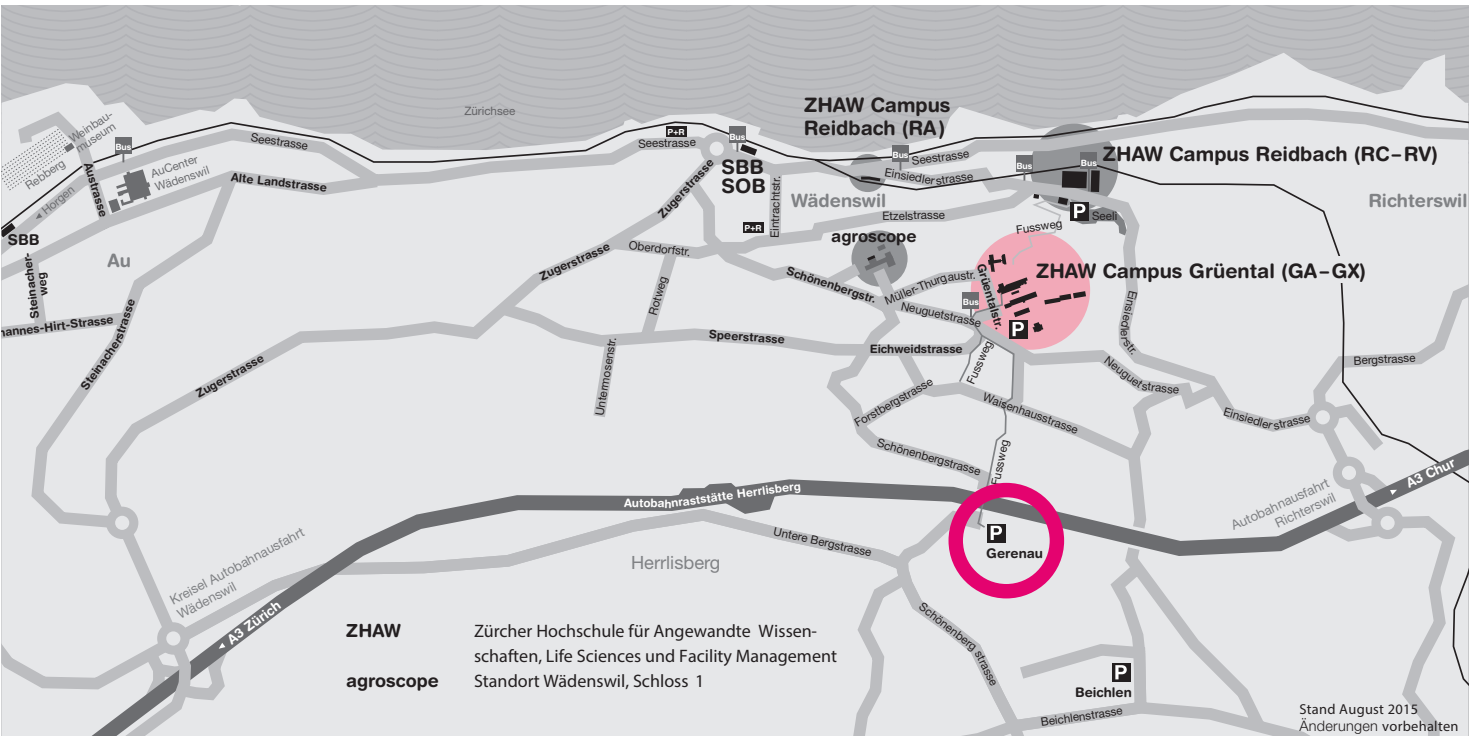 Zürichsee
ZHAW Campus
Reidbach (RA)
Weinbau-
museum
Rebberg
Bus
Seestrasse
P+R
Seestrasse
Bus
SBB
SOB
Bus
Seestrasse
Bus
Bus
ZHAW Campus Reidbach (RC–RV)
AuCenter
Wädenswil
Austrasse
Alte Landstrasse
◄ Horgen
SBB
Au
Zugerstrasse
Eintrachtstr.
P+R
Wädenswil
Einsiedlerstrasse
Etzelstrasse
P
Seeli
Richterswil
Fussweg
agroscope
Oberdorfstr.
Zugerstrasse
Rotweg
Schönenbergstr.
Müller-Thurgaustr.
Grüentalstr.
ZHAW Campus Grüental (GA–GX)
Bus
Neuguetstrasse
P
Steinacher-
weg
hannes-Hirt-Strasse
Steinacherstrasse
Zugerstrasse
Untermosenstr.
Speerstrasse
Eichweidstrasse
Fussweg
Einsiedlerstr.
Neuguetstrasse
Bergstrasse
Forstbergstrasse
Waisenhausstrasse
Einsiedlerstrasse
Schönenbergstrasse
Fussweg
Autobahnraststätte Herrlisberg
Autobahnausfahrt
Richterswil
► A3 Chur
Untere Bergstrasse
P
Gerenau
Herrlisberg
Kreisel Autobahnausfahrt
Wädenswil
◄ A3 Zürich
Schönenberg strasse
ZHAW Zürcher Hochschule für Angewandte Wissen-
schaften, Life Sciences und Facility Management
agroscope Standort Wädenswil, Schloss 1
P
Beichlen
Beichlenstrasse
Stand August 2015
Änderungen vorbehalten